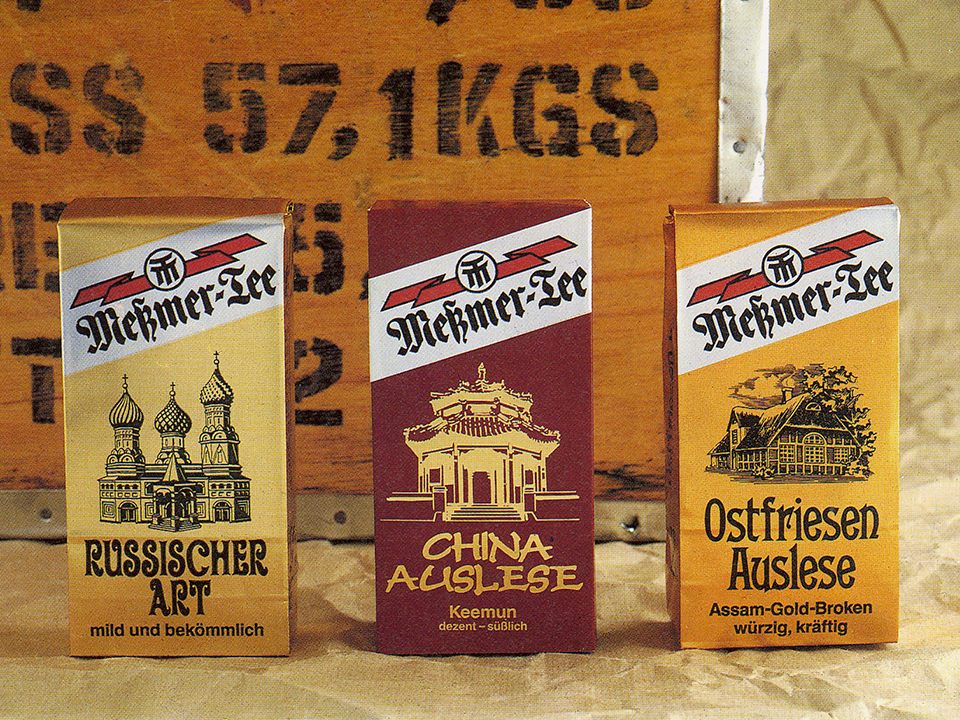 SS 57,1KGS
Meßmer-Tee
RUSSISCHER
ART
mild und bekömmlich
Meßmer-Tee
CHINA
AUSLESE
Keemun
dezent – süßlich
Meßmer-Tee
Ostfriesen
Auslese
Assam-Gold-Broken
würzig, kräftig